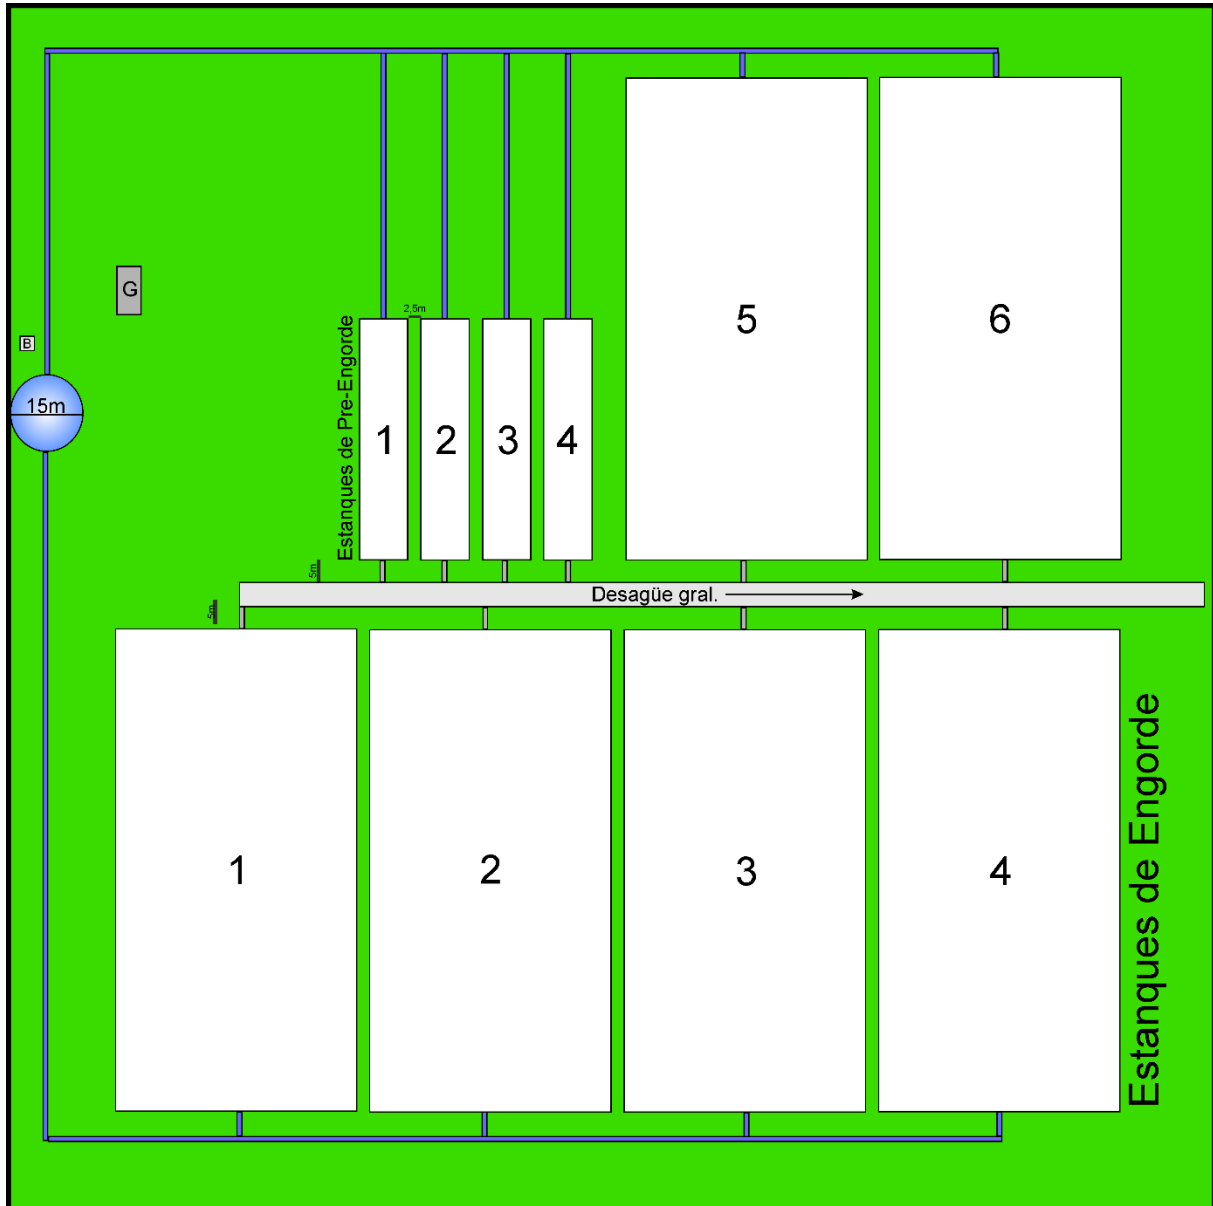 G
B
15m
2,5m
Estanques de Pre-Engorde
1
2
3
4
5
6
5m
Desagüe gral.
5m
1
2
3
4
Estanques de Engorde